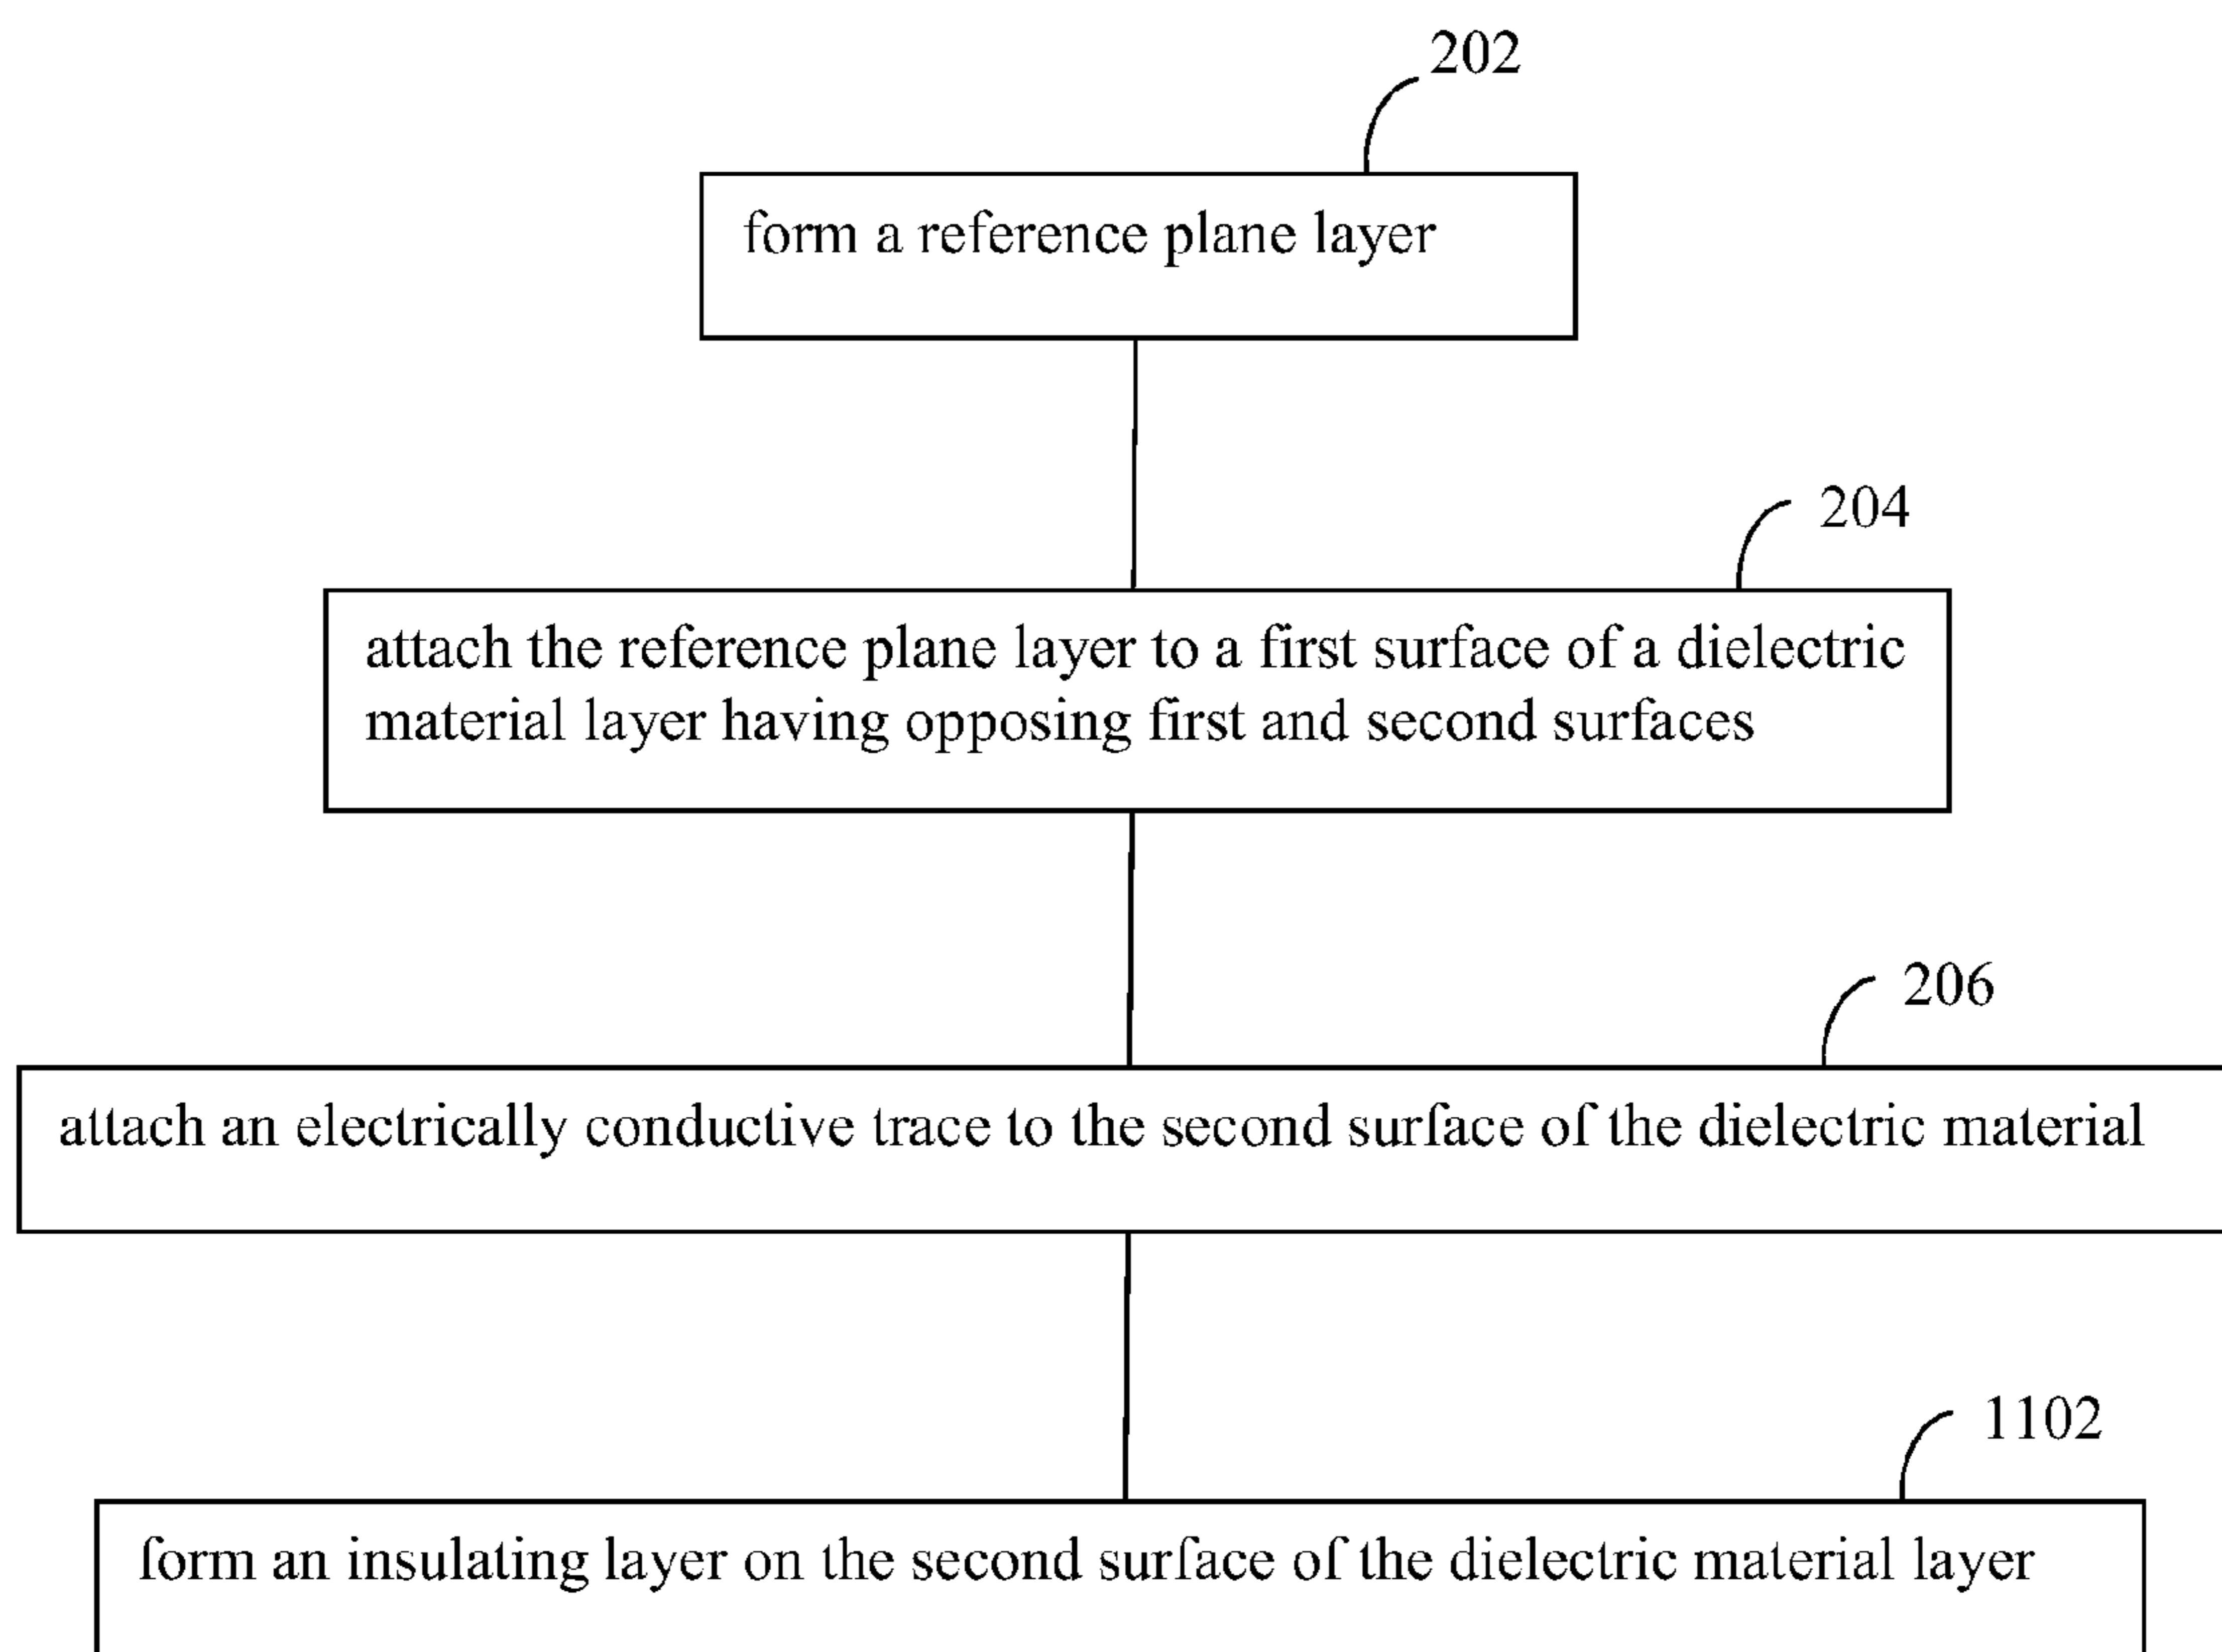 202
form a reference plane layer
204
attach the reference plane layer to a first surface of a dielectric
material layer having opposing first and second surfaces
206
attach an electrically conductive trace to the second surface of the dielectric material
1102
form an insulating layer on the second surface of the dielectric material layer